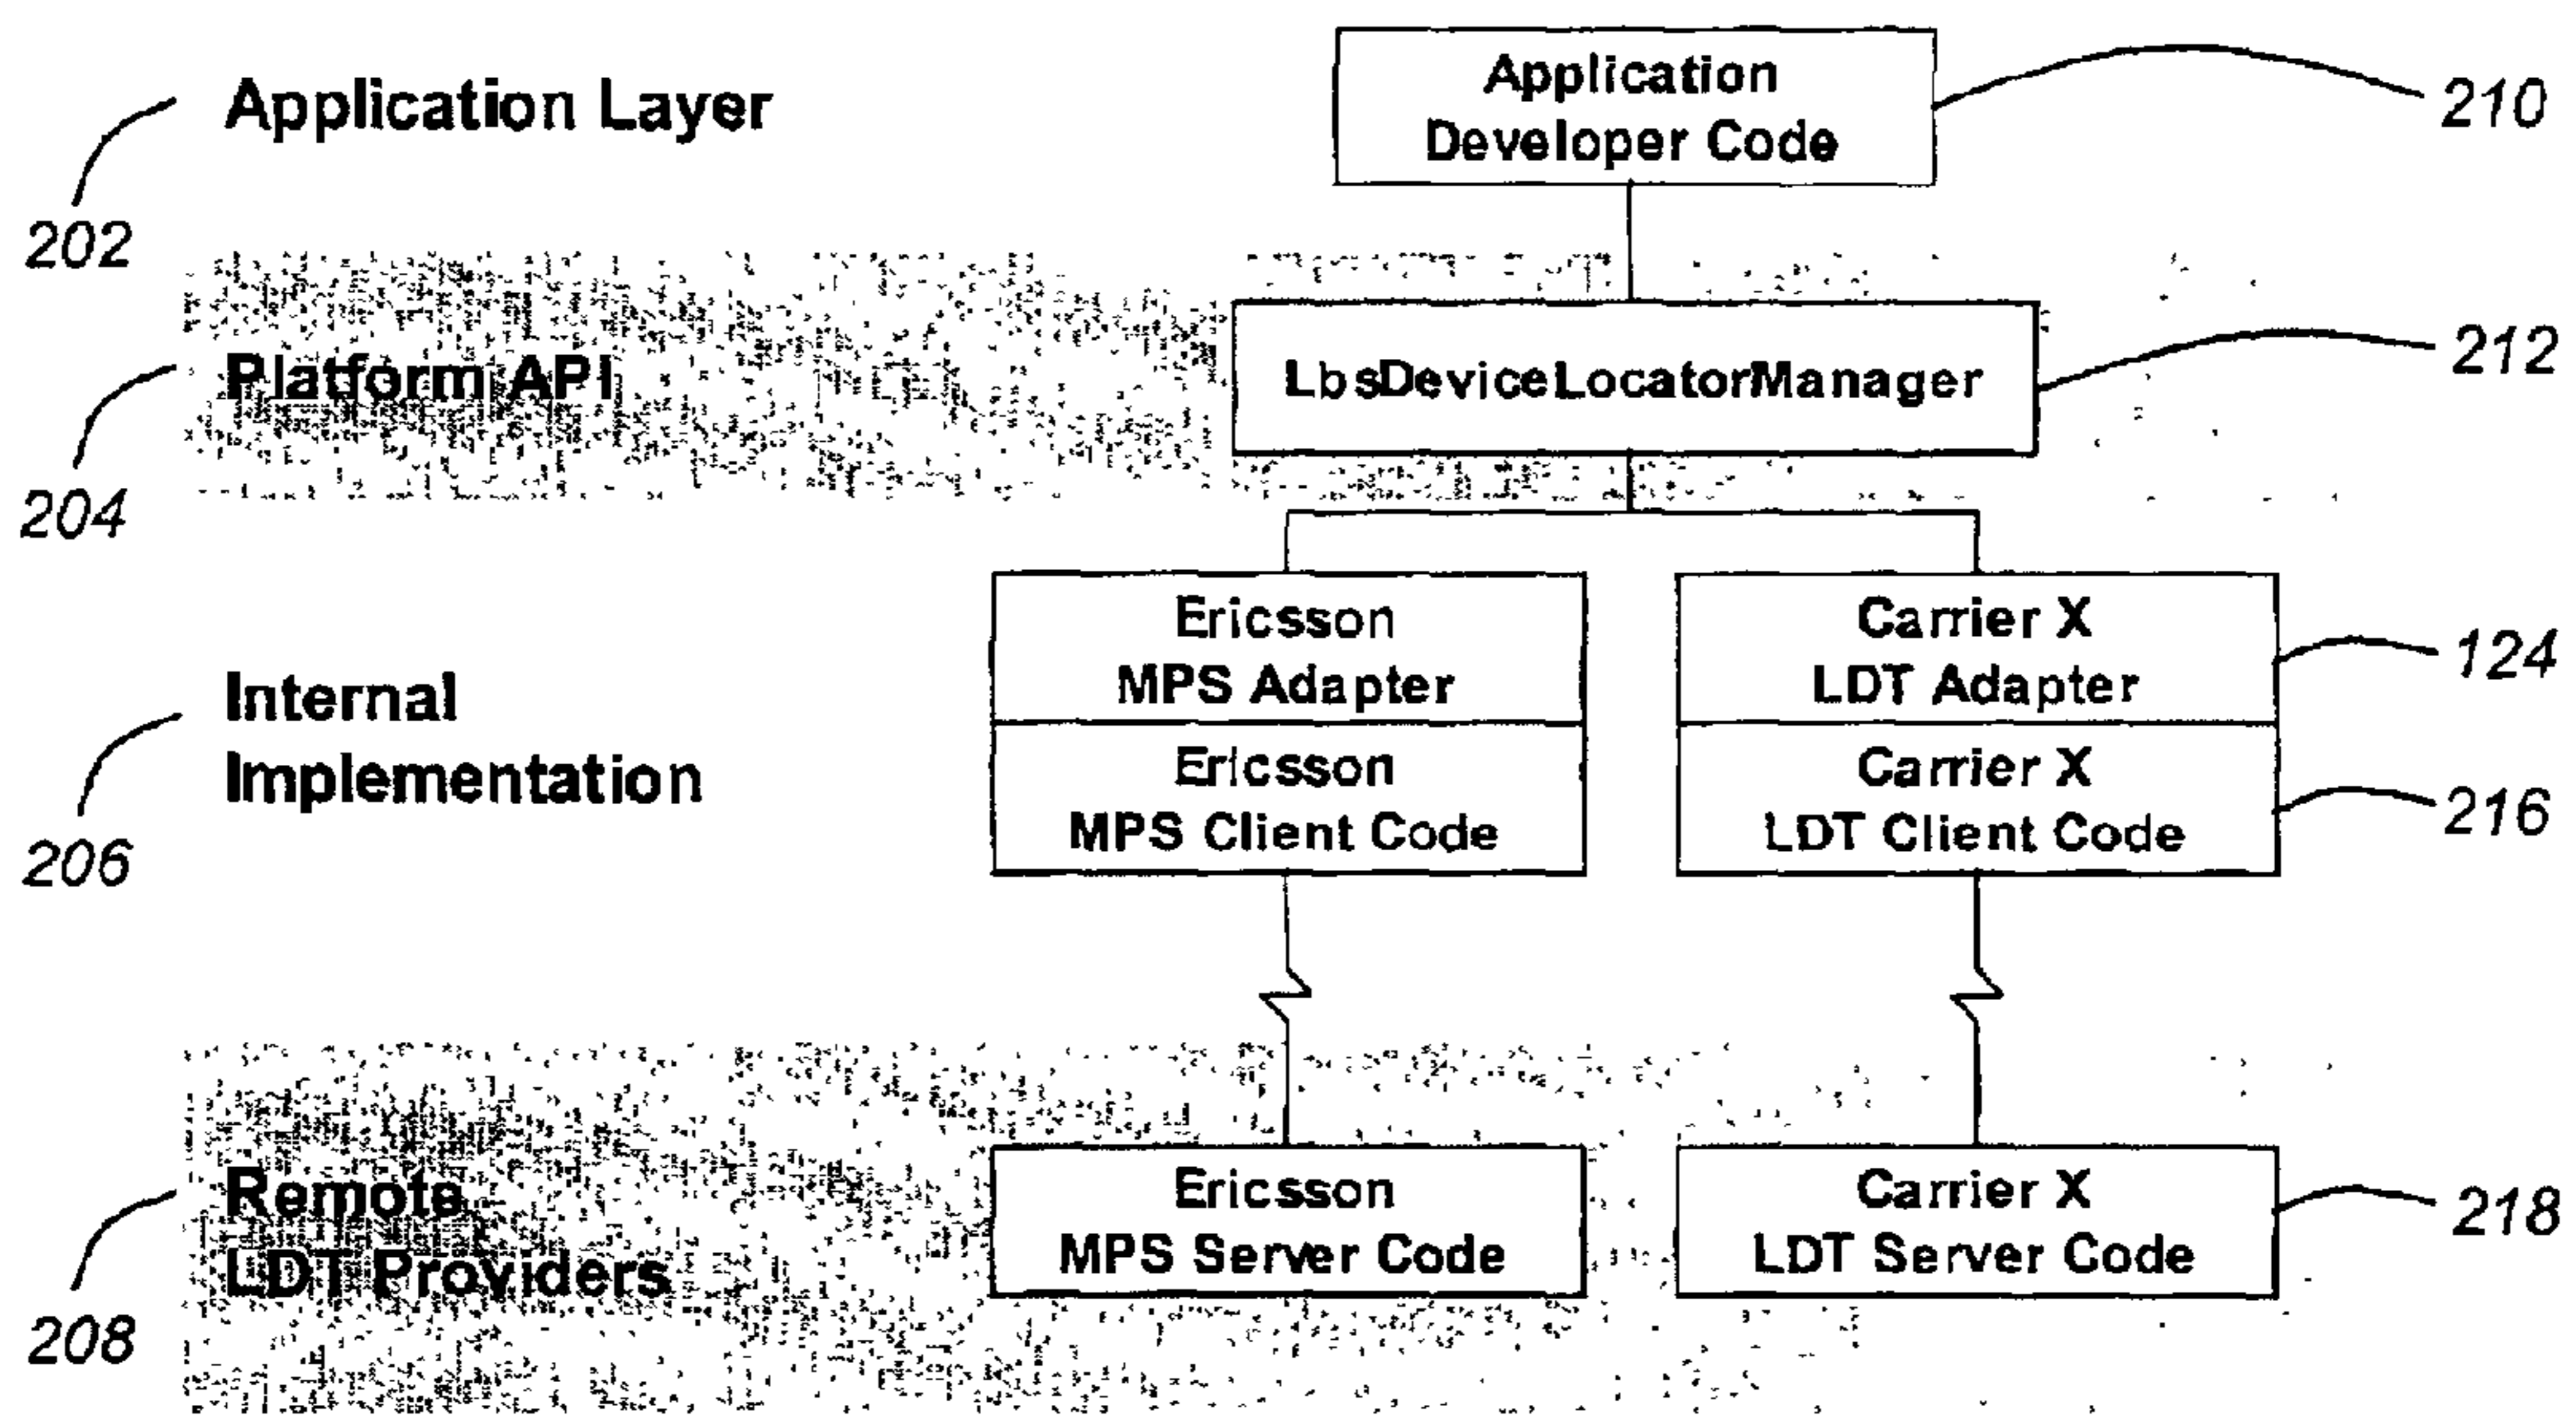 Application Layer
202
Application
Developer Code
210
Platform API
204
LbsDeviceLocatorManager
212
Internal
Implementation
206
Ericsson
MPS Adapter
Carrier X
LDT Adapter
124
Ericsson
MPS Client Code
Carrier X
LDT Client Code
216
Remote
LDT Providers
208
Ericsson
MPS Server Code
Carrier X
LDT Server Code
218